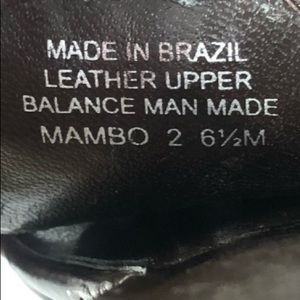 MADE IN BRAZIL
LEATHER UPPER
BALANCE MAN MADE
MAMBO 2 6½M